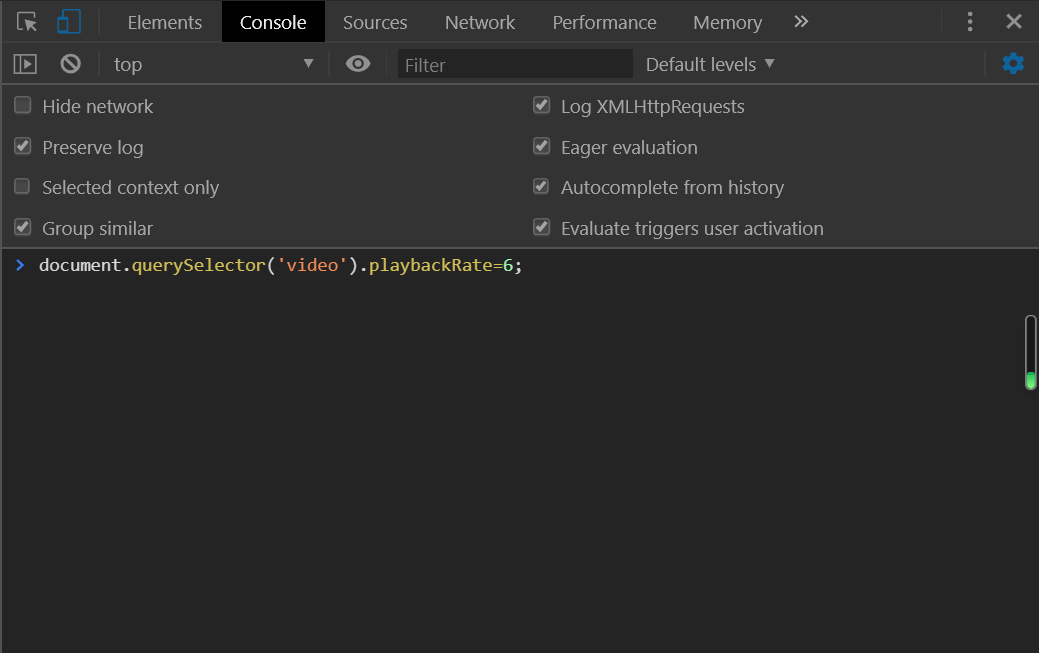 Elements Console Sources Network Performance Memory
top Filter Default levels
Hide network Log XMLHttpRequests
Preserve log Eager evaluation
Selected context only Autocomplete from history
Group similar Evaluate triggers user activation
document.querySelector('video').playbackRate=6;